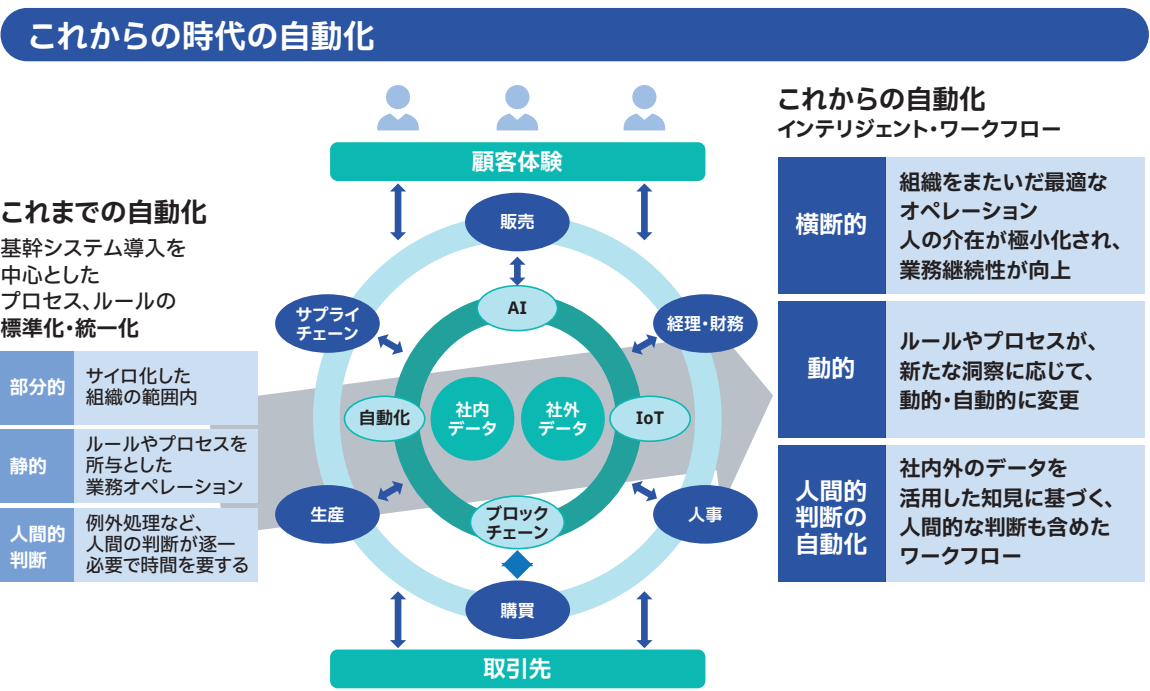 これからの時代の自動化
これまでの自動化
基幹システム導入を
中心とした
プロセス、ルールの
標準化・統一化
部分的
サイロ化した
組織の範囲内
静的
ルールやプロセスを
所与とした
業務オペレーション
人間的
判断
例外処理など、
人間の判断が逐一
必要で時間を要する
顧客体験
販売
サプライ
チェーン
経理・財務
AI
自動化
社内
データ
社外
データ
IoT
ブロック
チェーン
生産
人事
購買
取引先
これからの自動化
インテリジェント・ワークフロー
横断的
組織をまたいだ最適な
オペレーション
人の介在が極小化され、
業務継続性が向上
動的
ルールやプロセスが、
新たな洞察に応じて、
動的・自動的に変更
人間的
判断の
自動化
社内外のデータを
活用した知見に基づく、
人間的な判断も含めた
ワークフロー